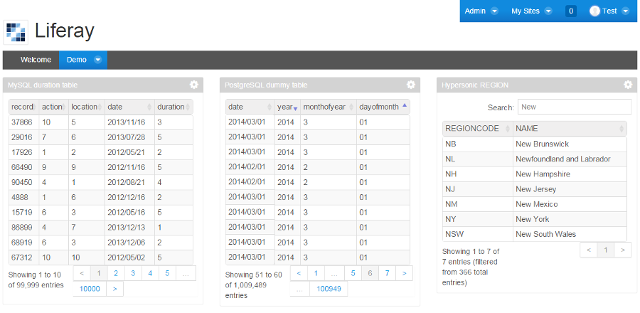 Admin My Sites 0 Test
Liferay
Welcome Demo
MySQL duration table
record action location date duration
37866 10 5 2013/11/16 3
29016 7 6 2013/07/28 5
17926 1 2 2012/05/21 2
68490 9 9 2012/11/16 5
90450 4 1 2012/08/21 4
4888 1 6 2012/12/16 2
15719 6 3 2012/05/16 5
86899 4 7 2013/12/13 1
68919 6 3 2013/12/06 2
67312 10 10 2012/05/02 5
Showing 1 to 10
of 99,999 entries
< 1 2 3 4 5 ...
10000 >
PostgreSQL dummy table
date year monthofyear dayofmonth
2014/03/01 2014 3 01
2014/03/01 2014 3 01
2014/03/01 2014 3 01
2014/03/01 2014 3 01
2014/02/01 2014 2 01
2014/02/01 2014 2 01
2014/03/01 2014 3 01
2014/03/01 2014 3 01
2014/03/01 2014 3 01
2014/03/01 2014 3 01
Showing 51 to 60
of 1,009,489
entries
< 1 ... 5 6 7 >
... 100949
Hypersonic REGION
Search: New
REGIONCODE NAME
NB New Brunswick
NL Newfoundland and Labrador
NH New Hampshire
NJ New Jersey
NM New Mexico
NY New York
NSW New South Wales
Showing 1 to 7 of
7 entries (filtered
from 366 total
entries)
< 1 >